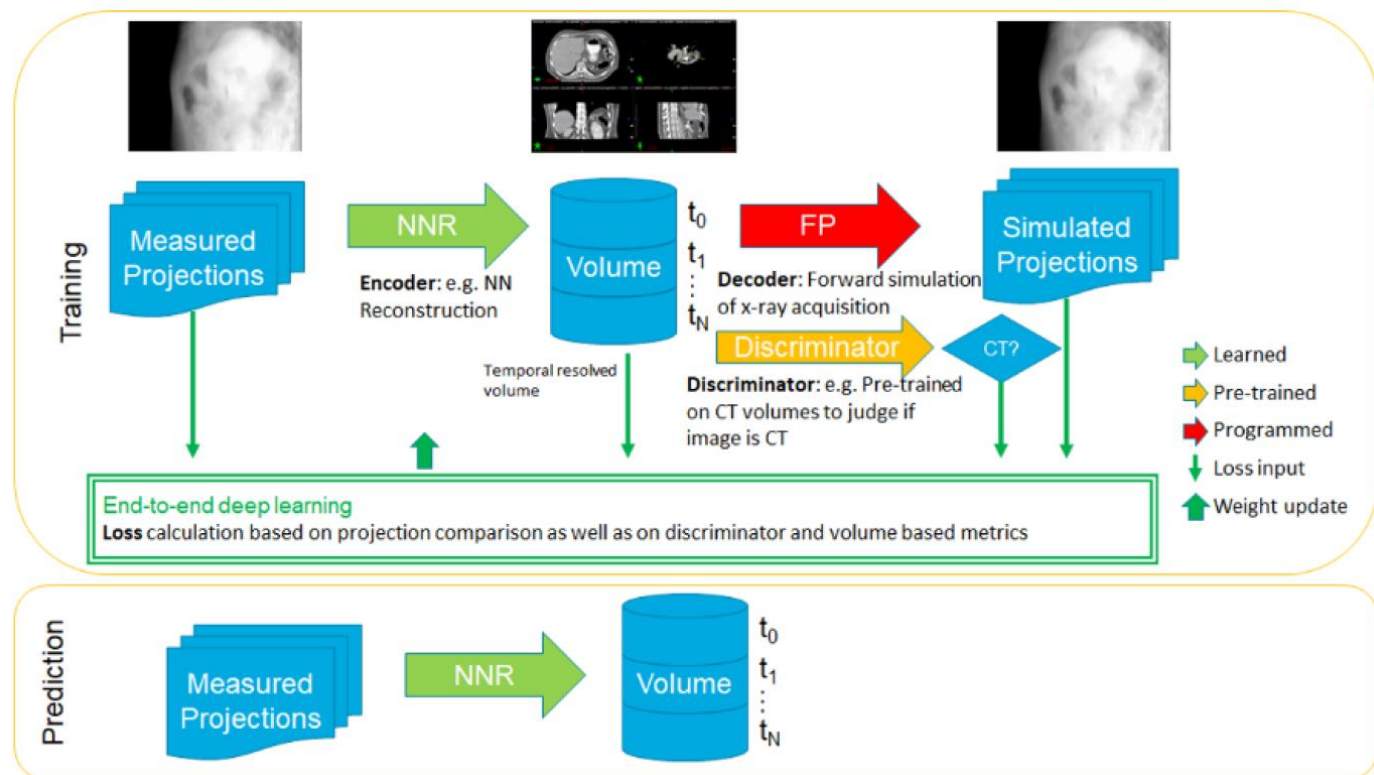 Training
Measured
Projections
NNR
Encoder: e.g. NN
Reconstruction
Volume
t0
t1
⋮
tN
Temporal resolved
volume
FP
Decoder: Forward simulation
of x-ray acquisition
Discriminator
Discriminator: e.g. Pre-trained
on CT volumes to judge if
image is CT
CT?
Simulated
Projections
Learned
Pre-trained
Programmed
Loss input
Weight update
End-to-end deep learning
Loss calculation based on projection comparison as well as on discriminator and volume based metrics
Prediction
Measured
Projections
NNR
Volume
t0
t1
⋮
tN